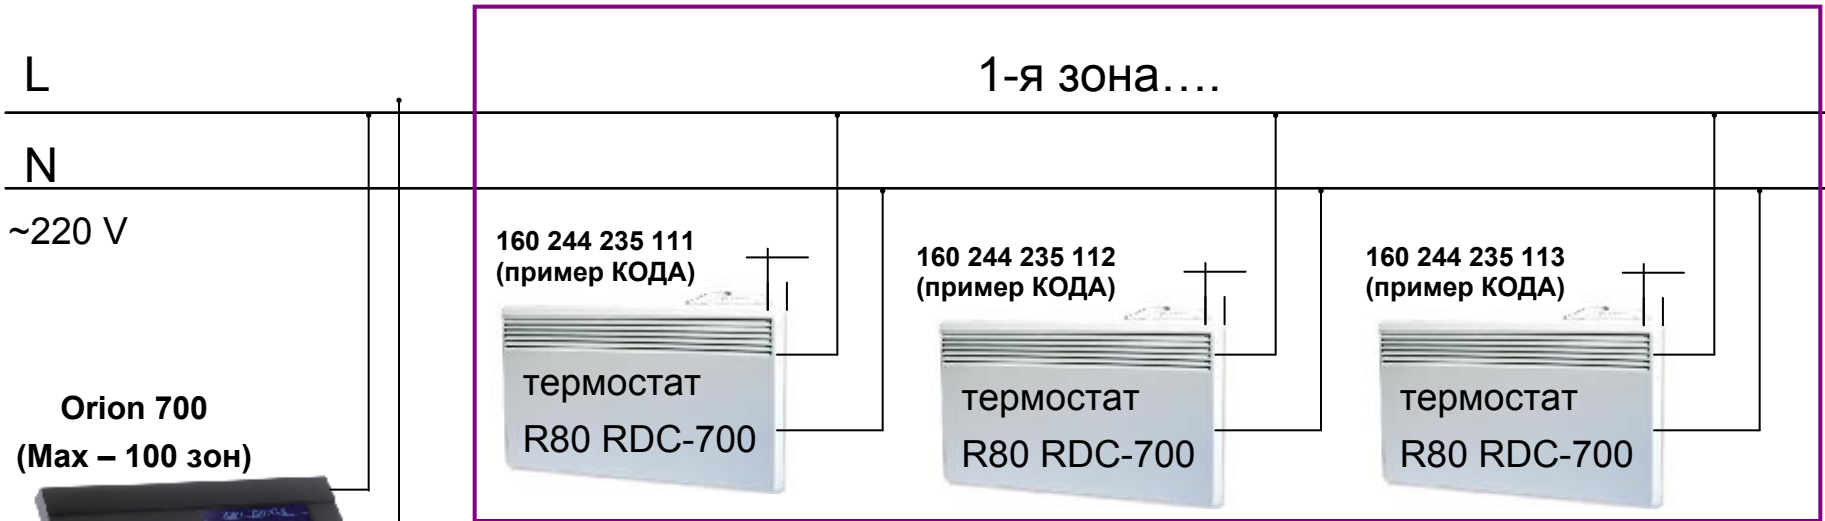 L
1-я зона....
N
~220 V
160 244 235 111
(пример КОДА)
160 244 235 112
(пример КОДА)
160 244 235 113
(пример КОДА)
термостат
R80 RDC-700
термостат
R80 RDC-700
термостат
R80 RDC-700
Orion 700
(Max – 100 зон)